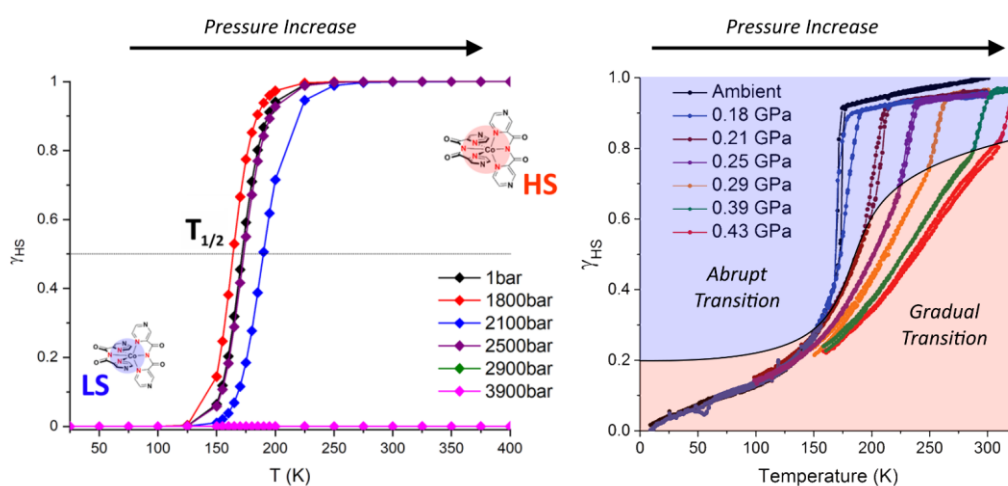 Pressure Increase
1.0
0.8
0.6
0.4
0.2
0
γHS
T1/2
HS
LS
1bar
1800bar
2100bar
2500bar
2900bar
3900bar
50 100 150 200 250 300 350 400
T (K)
Pressure Increase
1.0
0.8
0.6
0.4
0.2
0.0
γHS
Ambient
0.18 GPa
0.21 GPa
0.25 GPa
0.29 GPa
0.39 GPa
0.43 GPa
Abrupt
Transition
Gradual
Transition
0 50 100 150 200 250 300
Temperature (K)